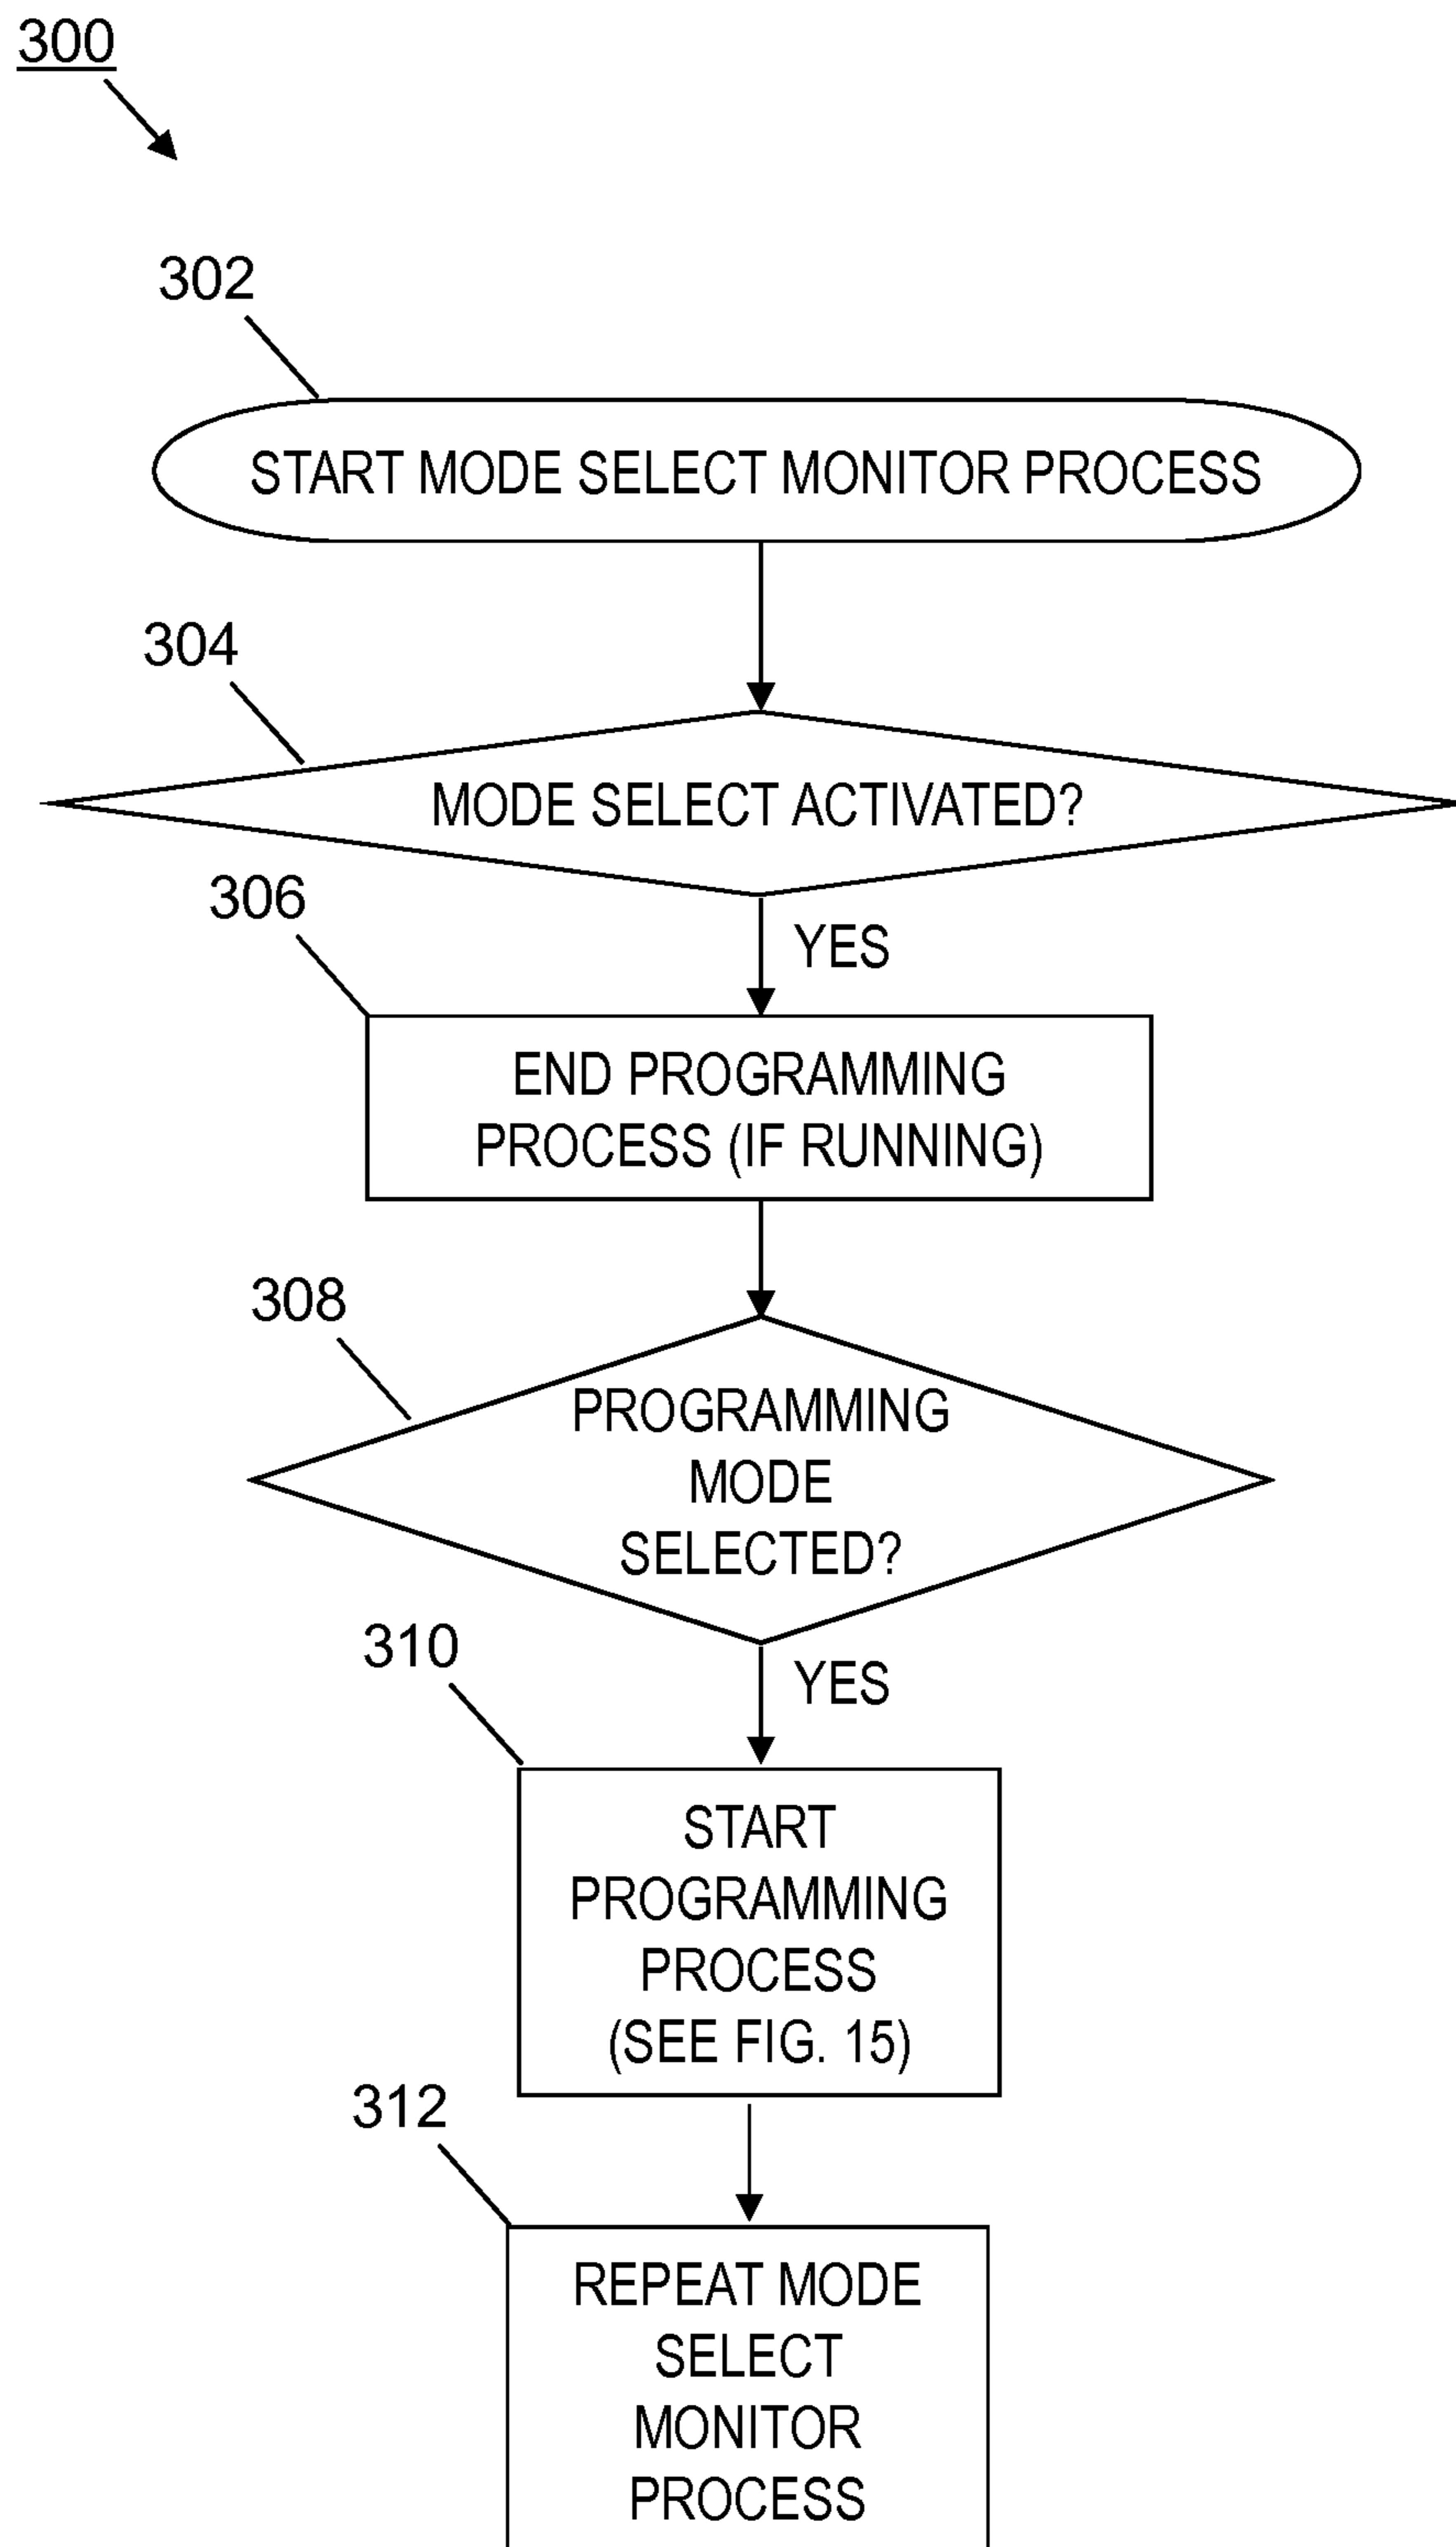 300
302
START MODE SELECT MONITOR PROCESS
304
MODE SELECT ACTIVATED?
306
YES
END PROGRAMMING
PROCESS (IF RUNNING)
308
PROGRAMMING
MODE
SELECTED?
310
YES
START
PROGRAMMING
PROCESS
(SEE FIG. 15)
312
REPEAT MODE
SELECT
MONITOR
PROCESS